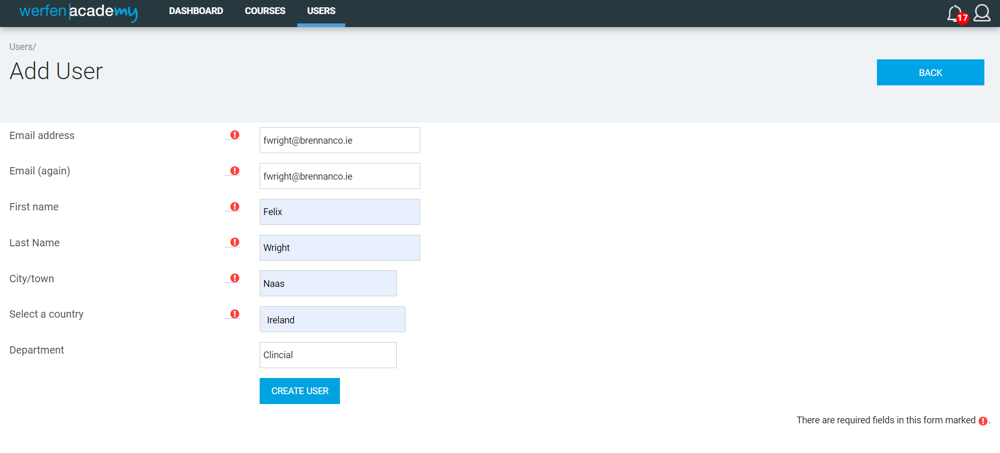 werfen academy DASHBOARD COURSES USERS 17
Users/
Add User
BACK
Email address fwright@brennanco.ie
Email (again) fwright@brennanco.ie
First name Felix
Last Name Wright
City/town Naas
Select a country Ireland
Department Clincial
CREATE USER
There are required fields in this form marked .